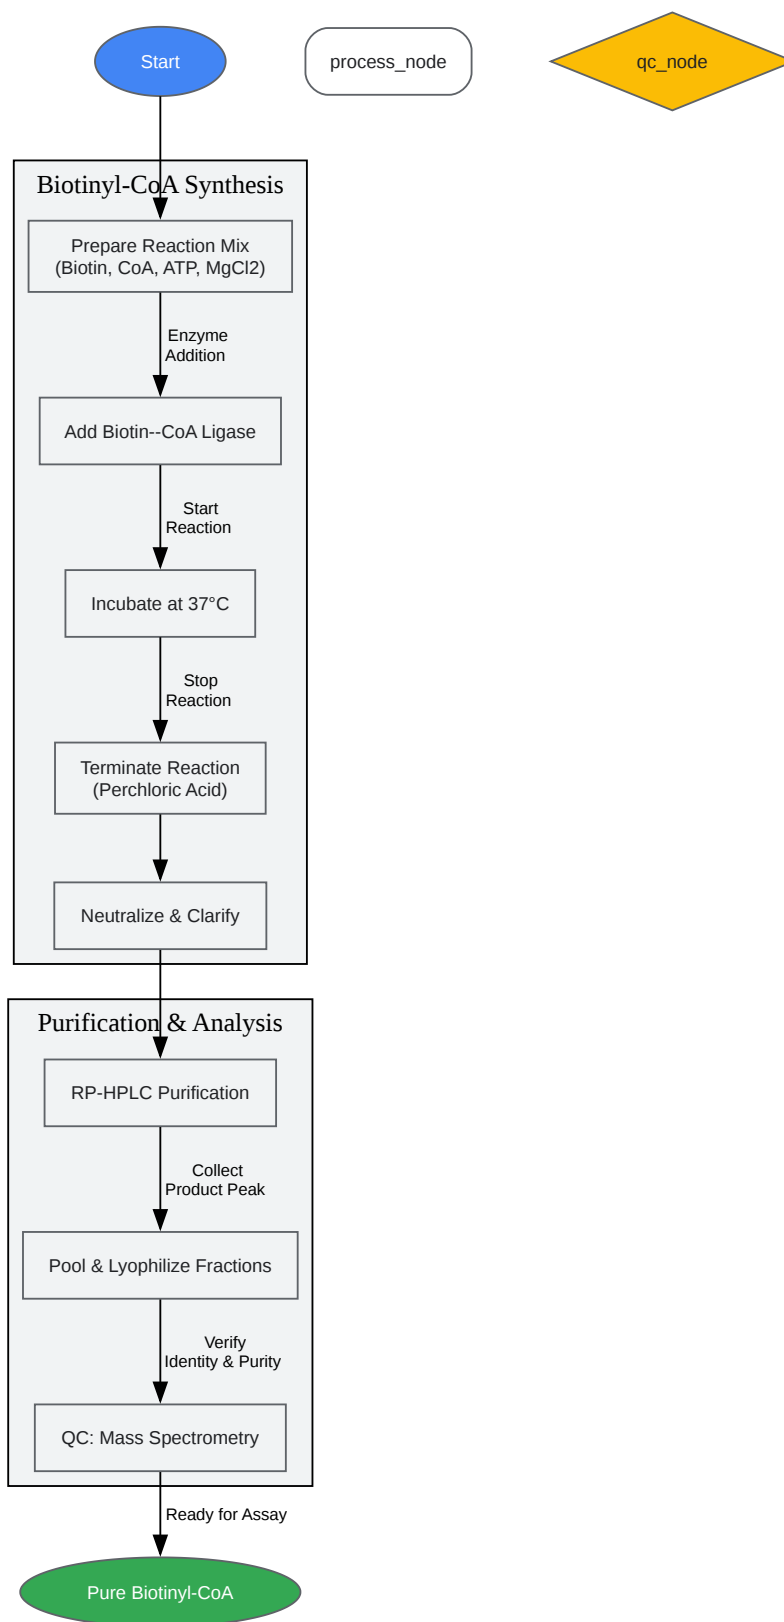 Start
process_node
qc_node
Biotinyl-CoA Synthesis
Prepare Reaction Mix
(Biotin, CoA, ATP, MgCl2)
Enzyme
Addition
Add Biotin--CoA Ligase
Start
Reaction
Incubate at 37°C
Stop
Reaction
Terminate Reaction
(Perchloric Acid)
Neutralize & Clarify
Purification & Analysis
RP-HPLC Purification
Collect
Product Peak
Pool & Lyophilize Fractions
Verify
Identity & Purity
QC: Mass Spectrometry
Ready for Assay
Pure Biotinyl-CoA